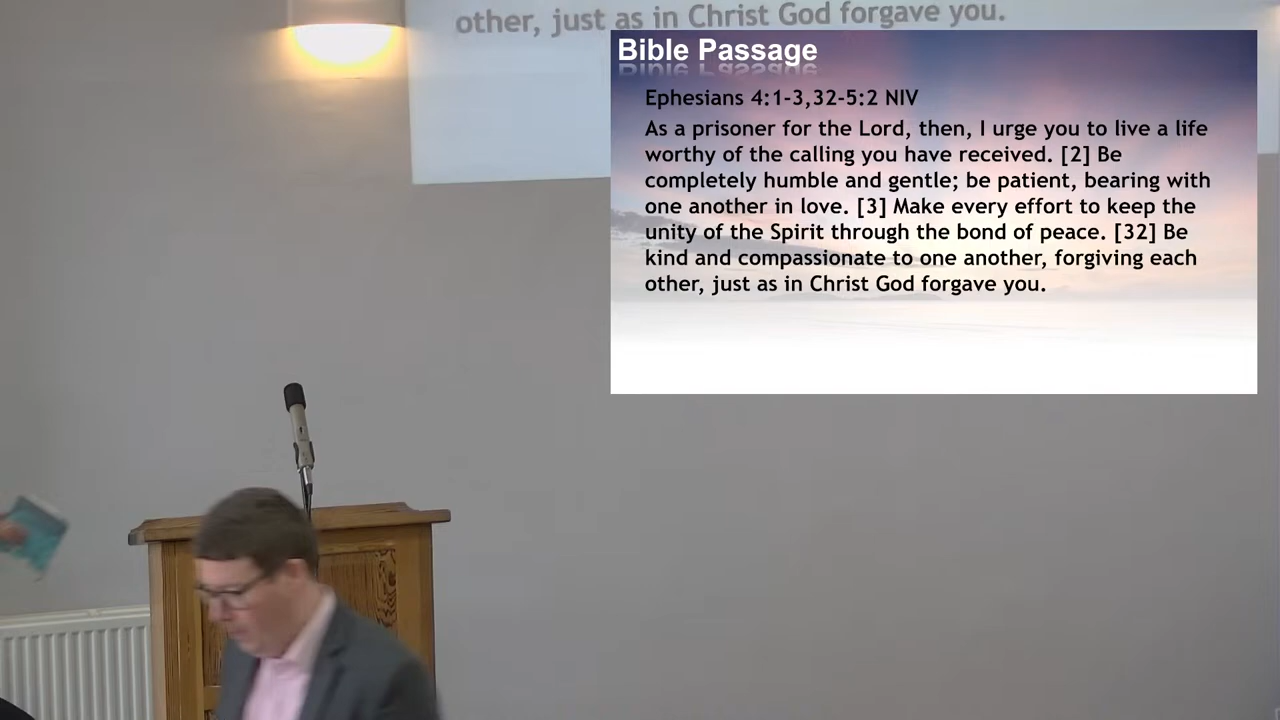 other, just as in Christ God forgave you.
Bible Passage
Ephesians 4:1-3,32-5:2 NIV
As a prisoner for the Lord, then, I urge you to live a life
worthy of the calling you have received. [2] Be
completely humble and gentle; be patient, bearing with
one another in love. [3] Make every effort to keep the
unity of the Spirit through the bond of peace. [32] Be
kind and compassionate to one another, forgiving each
other, just as in Christ God forgave you.